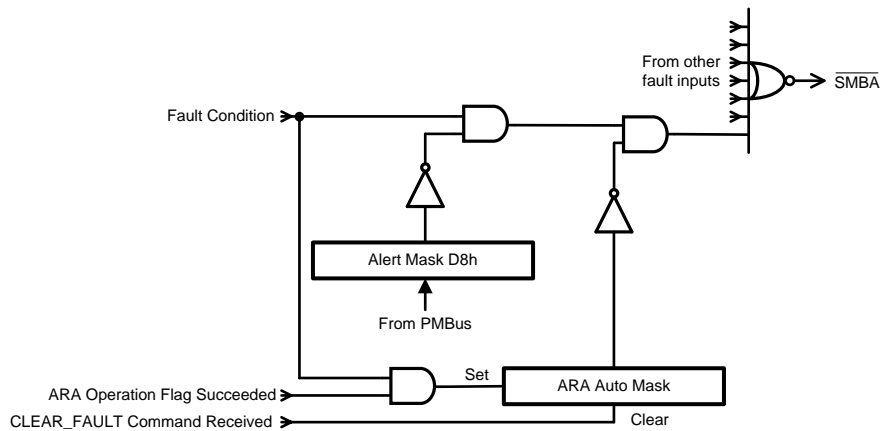 From other
fault inputs
SMBA
Fault Condition
Alert Mask D8h
From PMBus
Set
ARA Auto Mask
ARA Operation Flag Succeeded
CLEAR_FAULT Command Received
Clear